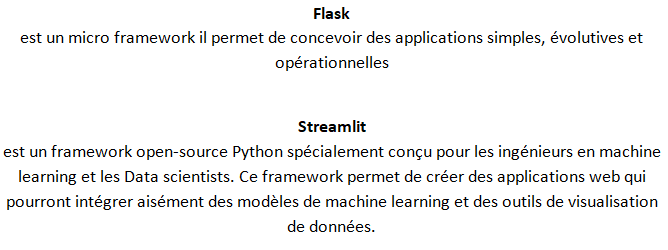 Flask
est un micro framework il permet de concevoir des applications simples, évolutives et
opérationnelles
Streamlit
est un framework open-source Python spécialement conçu pour les ingénieurs en machine
learning et les Data scientists. Ce framework permet de créer des applications web qui
pourront intégrer aisément des modèles de machine learning et des outils de visualisation
de données.